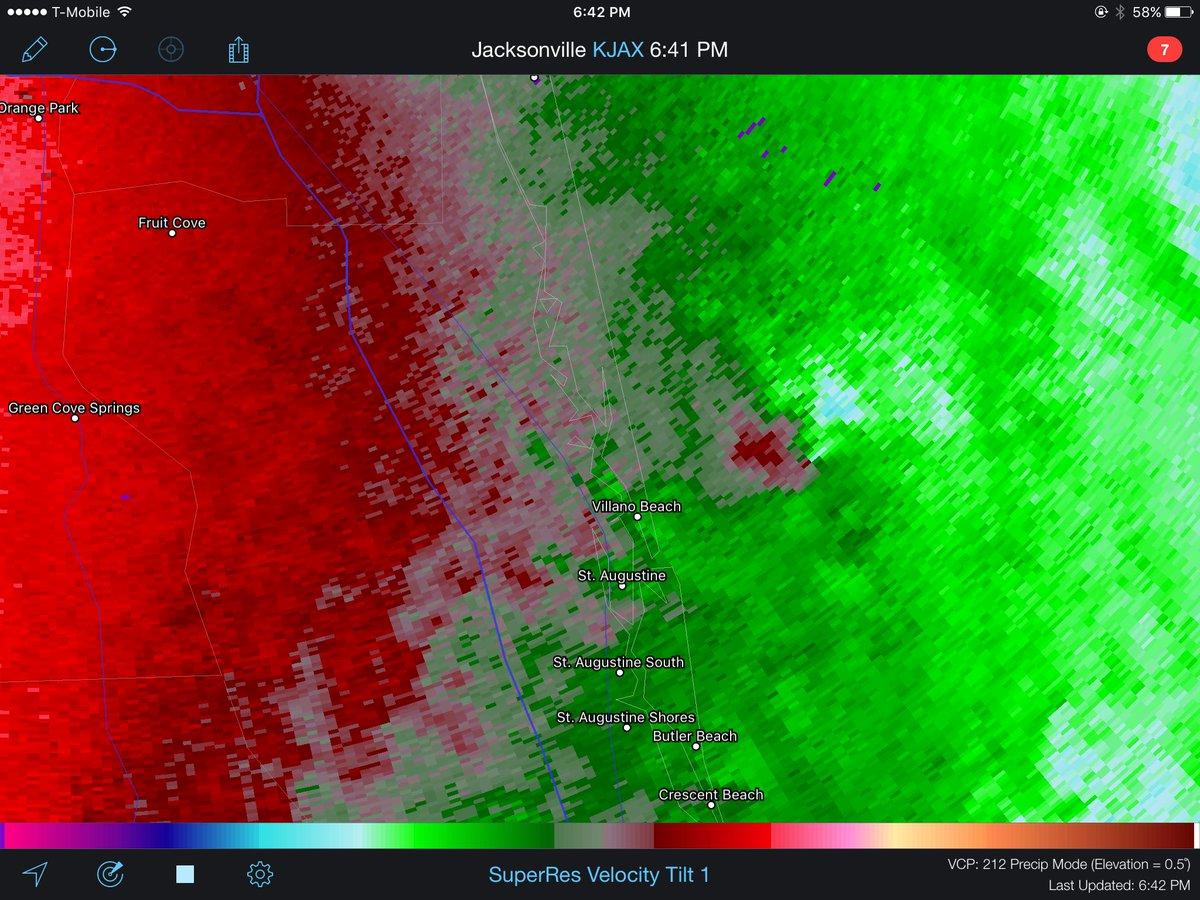 T-Mobile
6:42 PM
58%
Jacksonville KJAX 6:41 PM
7
Orange Park
Fruit Cove
Green Cove Springs
Villano Beach
St. Augustine
St. Augustine South
St. Augustine Shores
Butler Beach
Crescent Beach
SuperRes Velocity Tilt 1
VCP: 212 Precip Mode (Elevation = 0.5°)
Last Updated: 6:42 PM